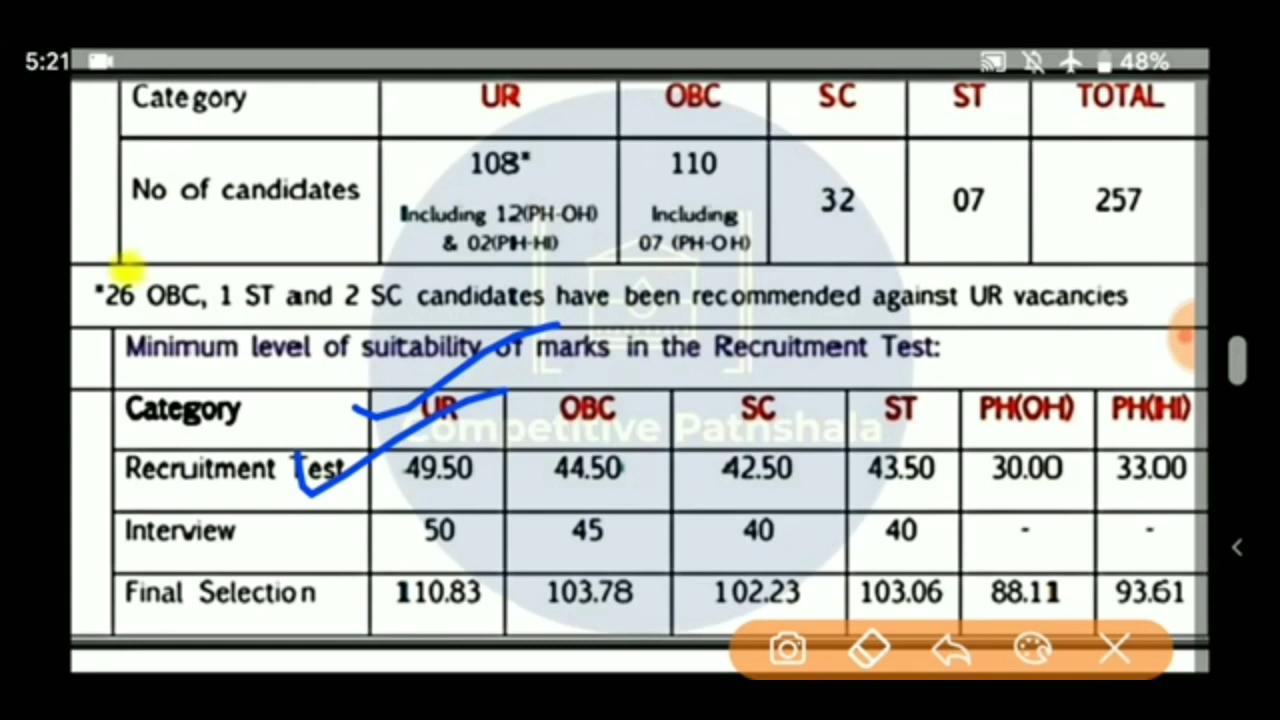 5:21 48%
Category UR OBC SC ST TOTAL
No of candidates 108* 110 32 07 257
Including 12(PH-OH) Including
& 02(PH-HI) 07 (PH-OH)
*26 OBC, 1 ST and 2 SC candidates have been recommended against UR vacancies
Minimum level of suitability of marks in the Recruitment Test:
Category UR OBC SC ST PH(OH) PH(HI)
Competitive Pathshala
Recruitment Test 49.50 44.50 42.50 43.50 30.00 33.00
Interview 50 45 40 40 - -
Final Selection 110.83 103.78 102.23 103.06 88.11 93.61